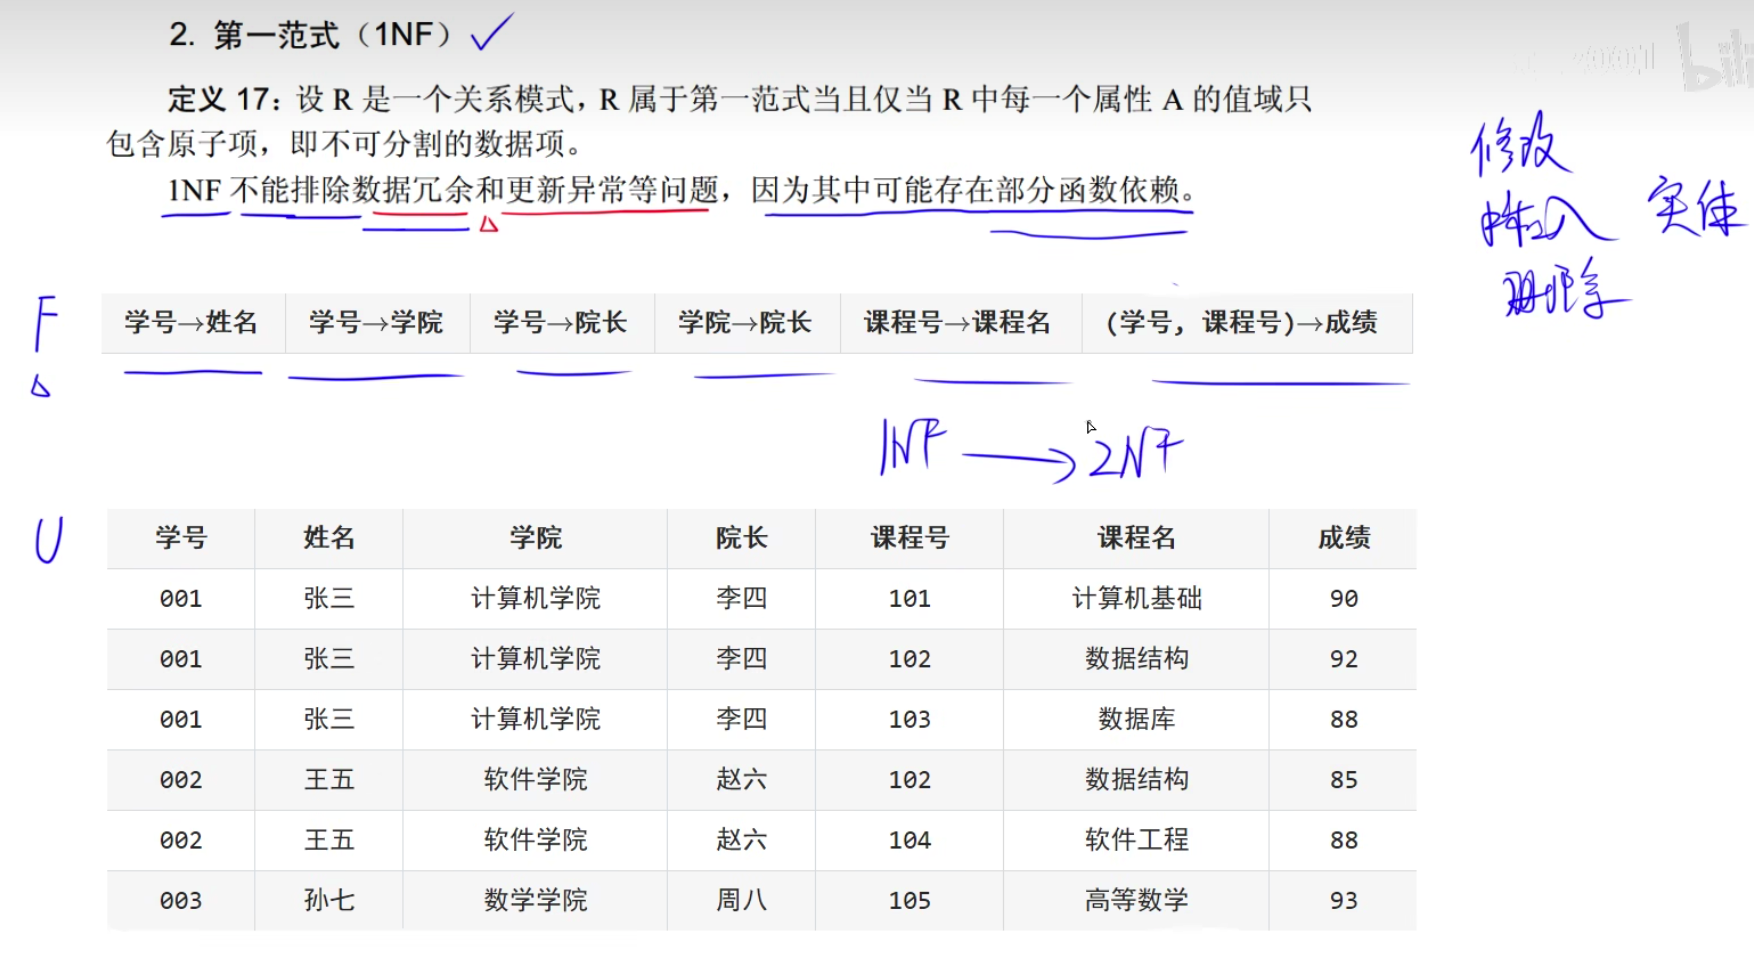 2. 第一范式（1NF）
定义 17：设 R 是一个关系模式，R 属于第一范式当且仅当 R 中每一个属性 A 的值域只
包含原子项，即不可分割的数据项。
1NF 不能排除数据冗余和更新异常等问题，因为其中可能存在部分函数依赖。
修改
插入 实体
删除
F 学号→姓名 学号→学院 学号→院长 学院→院长 课程号→课程名 (学号, 课程号)→成绩
1NF → 2NF
U 学号 姓名 学院 院长 课程号 课程名 成绩
001 张三 计算机学院 李四 101 计算机基础 90
001 张三 计算机学院 李四 102 数据结构 92
001 张三 计算机学院 李四 103 数据库 88
002 王五 软件学院 赵六 102 数据结构 85
002 王五 软件学院 赵六 104 软件工程 88
003 孙七 数学学院 周八 105 高等数学 93